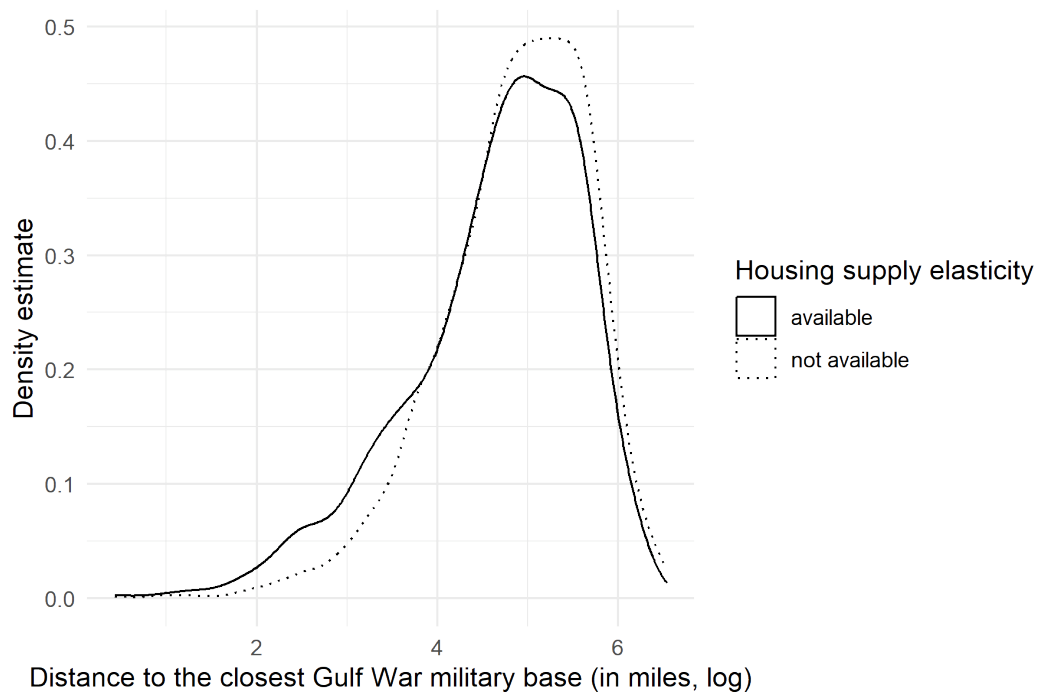 0.5
0.4
0.3
0.2
0.1
0.0
Density estimate
2 4 6
Distance to the closest Gulf War military base (in miles, log)
Housing supply elasticity
available
not available